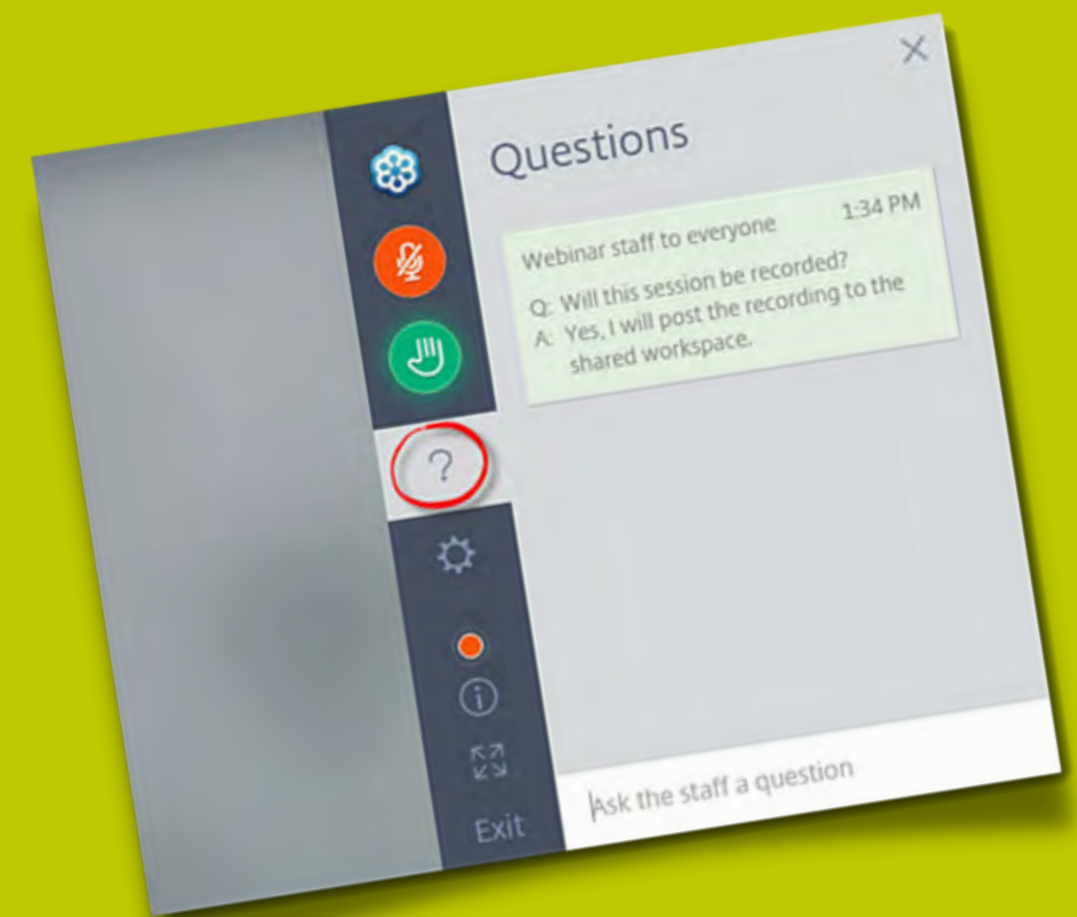 Questions
Webinar staff to everyone 1:34 PM
Q: Will this session be recorded?
A: Yes, I will post the recording to the
shared workspace.
?
i
Exit
Ask the staff a question